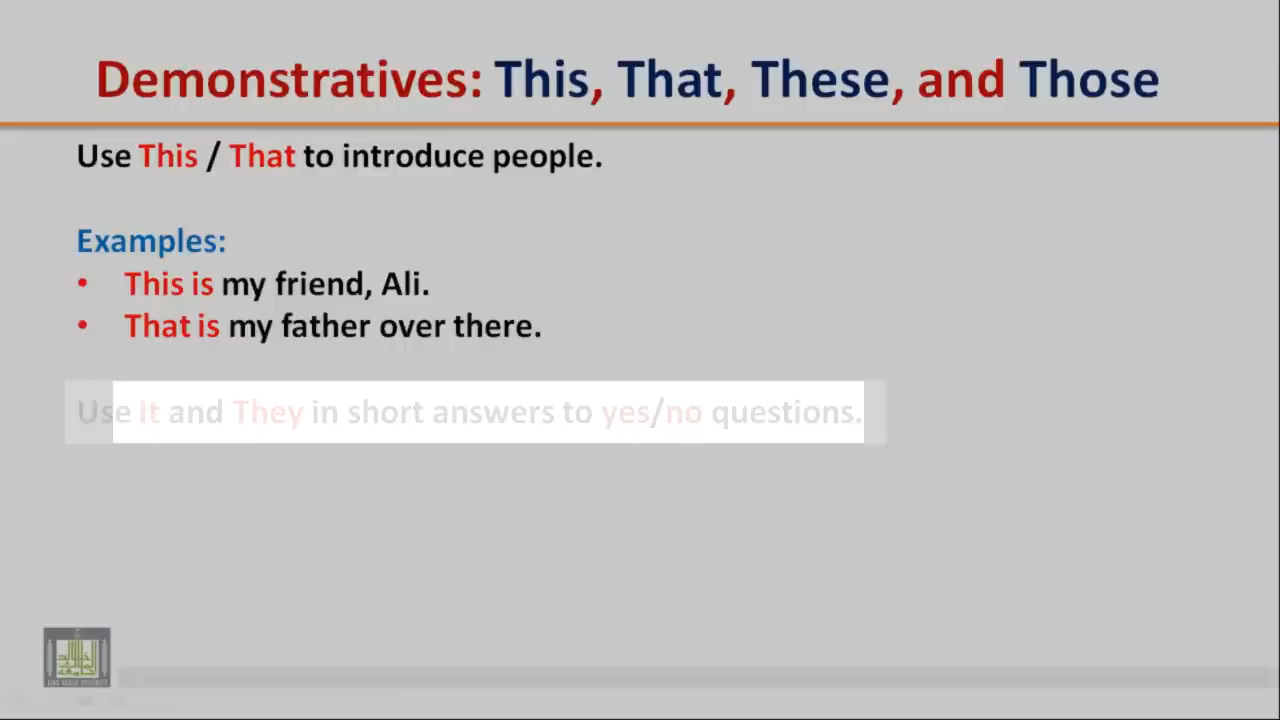 Demonstratives: This, That, These, and Those
Use This / That to introduce people.
Examples:
• This is my friend, Ali.
• That is my father over there.
Use It and They in short answers to yes/no questions.